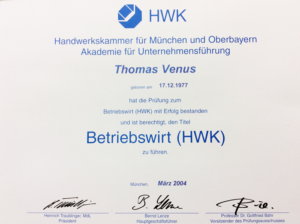 HWK
Handwerkskammer für München und Oberbayern
Akademie für Unternehmensführung
Thomas Venus
geboren am 17.12.1977
hat die Prüfung zum
Betriebswirt (HWK) mit Erfolg bestanden
und ist berechtigt, den Titel
Betriebswirt (HWK)
zu führen
München, März 2004
Heinrich Traublinger, MdL
Präsident
Bernd Lenze
Hauptgeschäftsführer
Professor Dr. Gottfried Bähr
Vorsitzender des Prüfungsausschusses